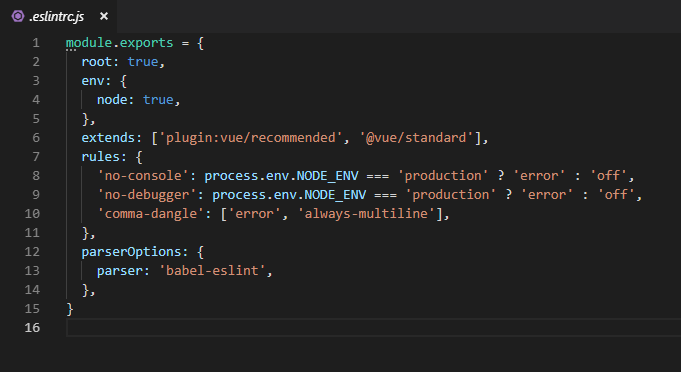 .eslintrc.js ×
1 module.exports = {
2   root: true,
3   env: {
4     node: true,
5   },
6   extends: ['plugin:vue/recommended', '@vue/standard'],
7   rules: {
8     'no-console': process.env.NODE_ENV === 'production' ? 'error' : 'off',
9     'no-debugger': process.env.NODE_ENV === 'production' ? 'error' : 'off',
10     'comma-dangle': ['error', 'always-multiline'],
11   },
12   parserOptions: {
13     parser: 'babel-eslint',
14   },
15 }
16